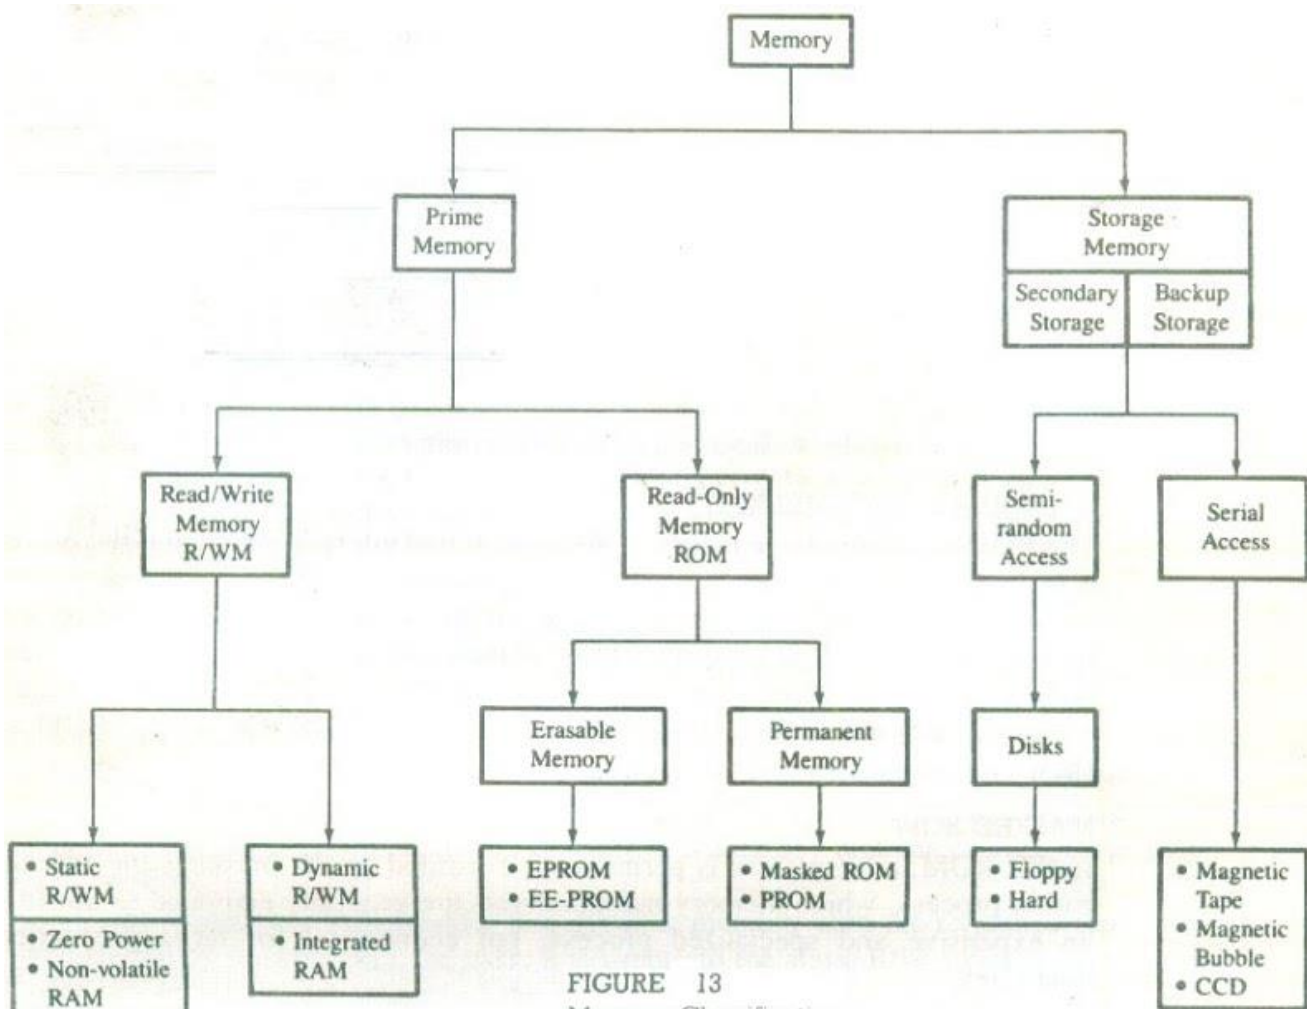 Memory
Prime
Memory
Storage
Memory
Secondary
Storage
Backup
Storage
Read/Write
Memory
R/WM
Read-Only
Memory
ROM
Semi-
random
Access
Serial
Access
Erasable
Memory
Permanent
Memory
Disks
• Static
R/WM
• Zero Power
• Non-volatile
RAM
• Dynamic
R/WM
• Integrated
RAM
• EPROM
• EE-PROM
• Masked ROM
• PROM
• Floppy
• Hard
• Magnetic
Tape
• Magnetic
Bubble
• CCD
FIGURE 13